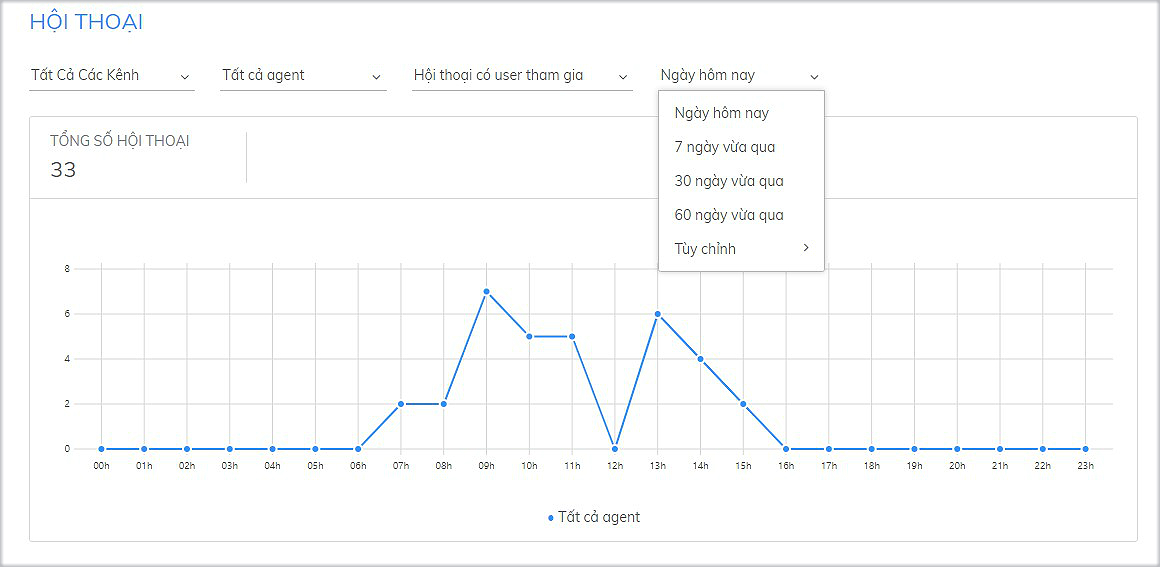 HỘI THOẠI
Tất Cả Các Kênh
Tất cả agent
Hội thoại có user tham gia
Ngày hôm nay
Ngày hôm nay
7 ngày vừa qua
30 ngày vừa qua
60 ngày vừa qua
Tùy chỉnh
TỔNG SỐ HỘI THOẠI
33
8
6
4
2
0
00h 01h 02h 03h 04h 05h 06h 07h 08h 09h 10h 11h 12h 13h 14h 15h 16h 17h 18h 19h 20h 21h 22h 23h
Tất cả agent